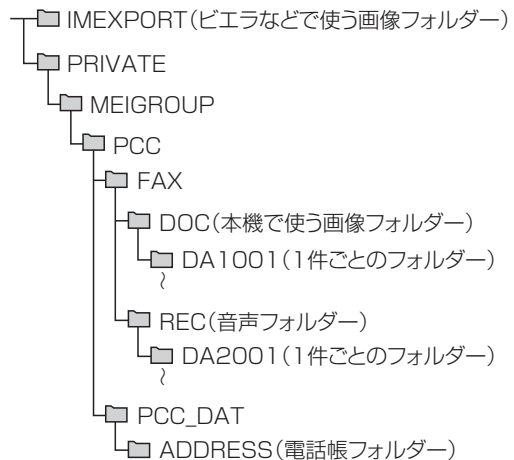 IMEXPORT（ビエラなどで使う画像フォルダー）
PRIVATE
MEIGROUP
PCC
FAX
DOC（本機で使う画像フォルダー）
DA1001（1件ごとのフォルダー）
〜
REC（音声フォルダー）
DA2001（1件ごとのフォルダー）
〜
PCC_DAT
ADDRESS（電話帳フォルダー）